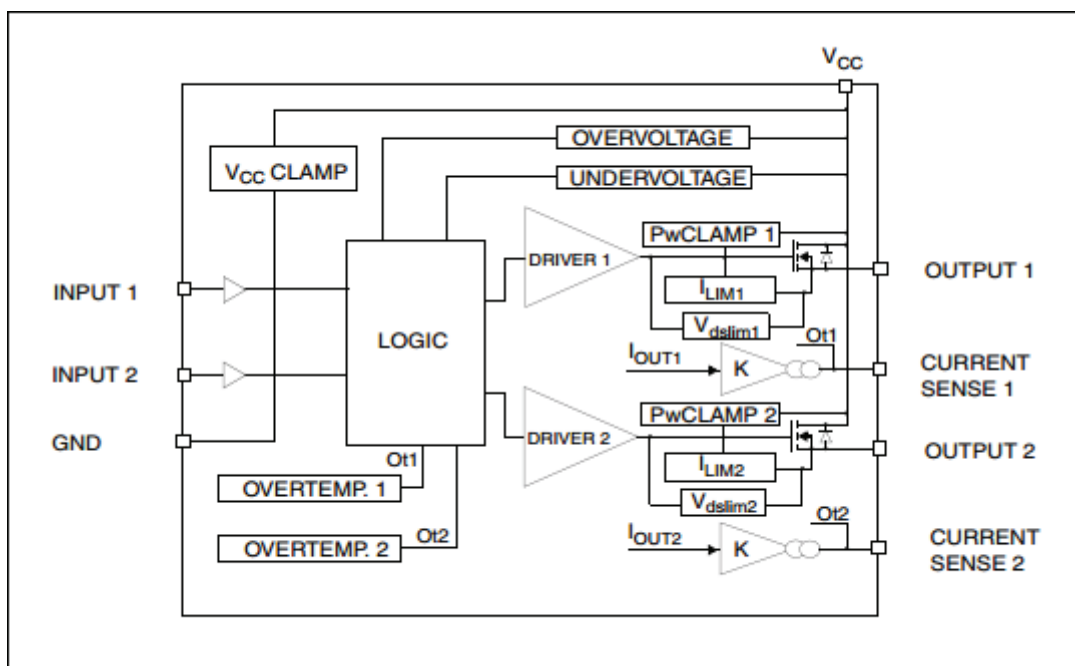 VCC
OVERVOLTAGE
VCC CLAMP
UNDERVOLTAGE
PwCLAMP 1
DRIVER 1
OUTPUT 1
INPUT 1
ILIM1
LOGIC
Vdslim1
Ot1
IOUT1
K
CURRENT
SENSE 1
INPUT 2
PwCLAMP 2
GND
DRIVER 2
OUTPUT 2
Ot1
ILIM2
OVERTEMP. 1
Vdslim2
Ot2
Ot2
IOUT2
OVERTEMP. 2
K
CURRENT
SENSE 2